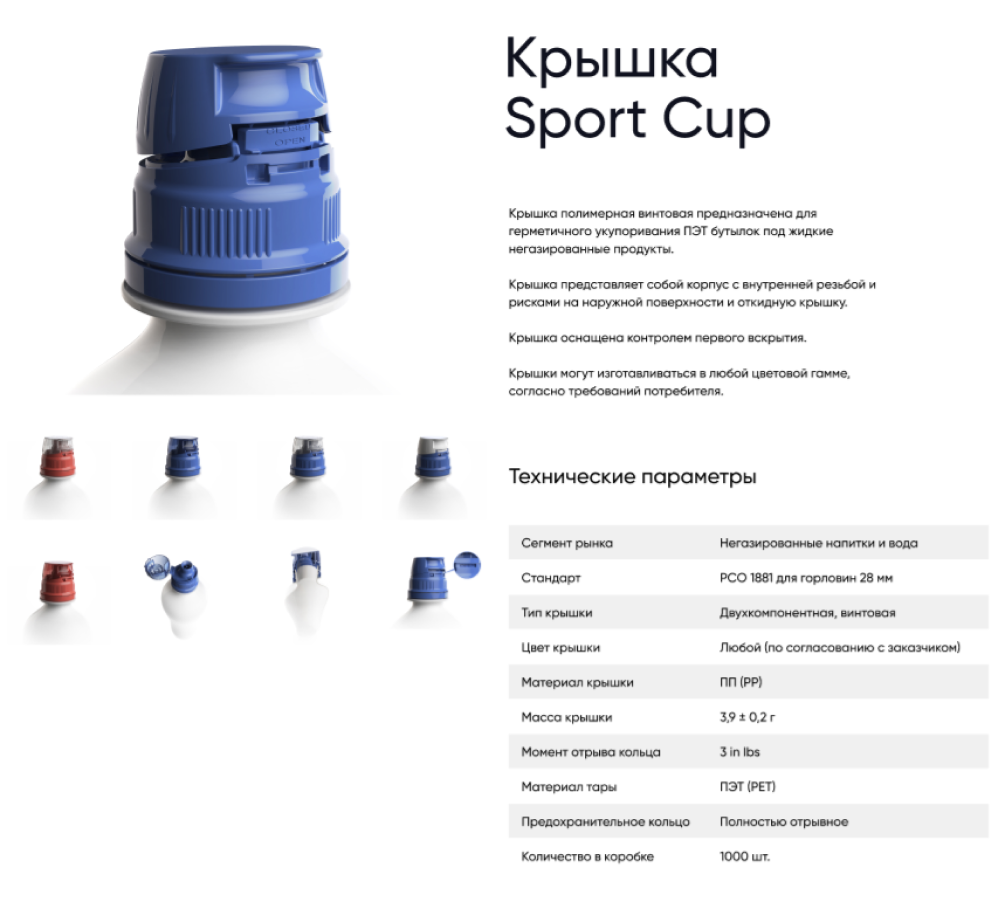 Крышка
Sport Cup
Крышка полимерная винтовая предназначена для
герметичного укупоривания ПЭТ бутылок под жидкие
негазированные продукты.
Крышка представляет собой корпус с внутренней резьбой и
рисками на наружной поверхности и откидную крышку.
Крышка оснащена контролем первого вскрытия.
Крышки могут изготавливаться в любой цветовой гамме,
согласно требований потребителя.
Технические параметры
Сегмент рынка Негазированные напитки и вода
Стандарт PCO 1881 для горловин 28 мм
Тип крышки Двухкомпонентная, винтовая
Цвет крышки Любой (по согласованию с заказчиком)
Материал крышки ПП (PP)
Масса крышки 3,9 ± 0,2 г
Момент отрыва кольца 3 in lbs
Материал тары ПЭТ (PET)
Предохранительное кольцо Полностью отрывное
Количество в коробке 1000 шт.